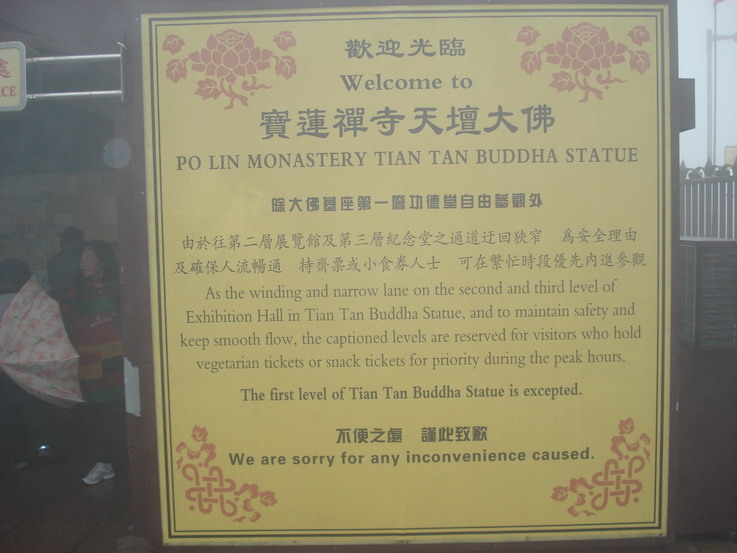 歡迎光臨
Welcome to
寶蓮禪寺天壇大佛
PO LIN MONASTERY TIAN TAN BUDDHA STATUE
除大佛基座第一層功德堂自由參觀外
由於往第二層展覽館及第三層紀念堂之通道迂回狹窄 為安全理由
及確保人流暢通 持齋票或小食券人士 可在繁忙時段優先內進參觀
As the winding and narrow lane on the second and third level of
Exhibition Hall in Tian Tan Buddha Statue, and to maintain safety and
keep smooth flow, the captioned levels are reserved for visitors who hold
vegetarian tickets or snack tickets for priority during the peak hours.
The first level of Tian Tan Buddha Statue is excepted.
不便之處 謹此致歉
We are sorry for any inconvenience caused.